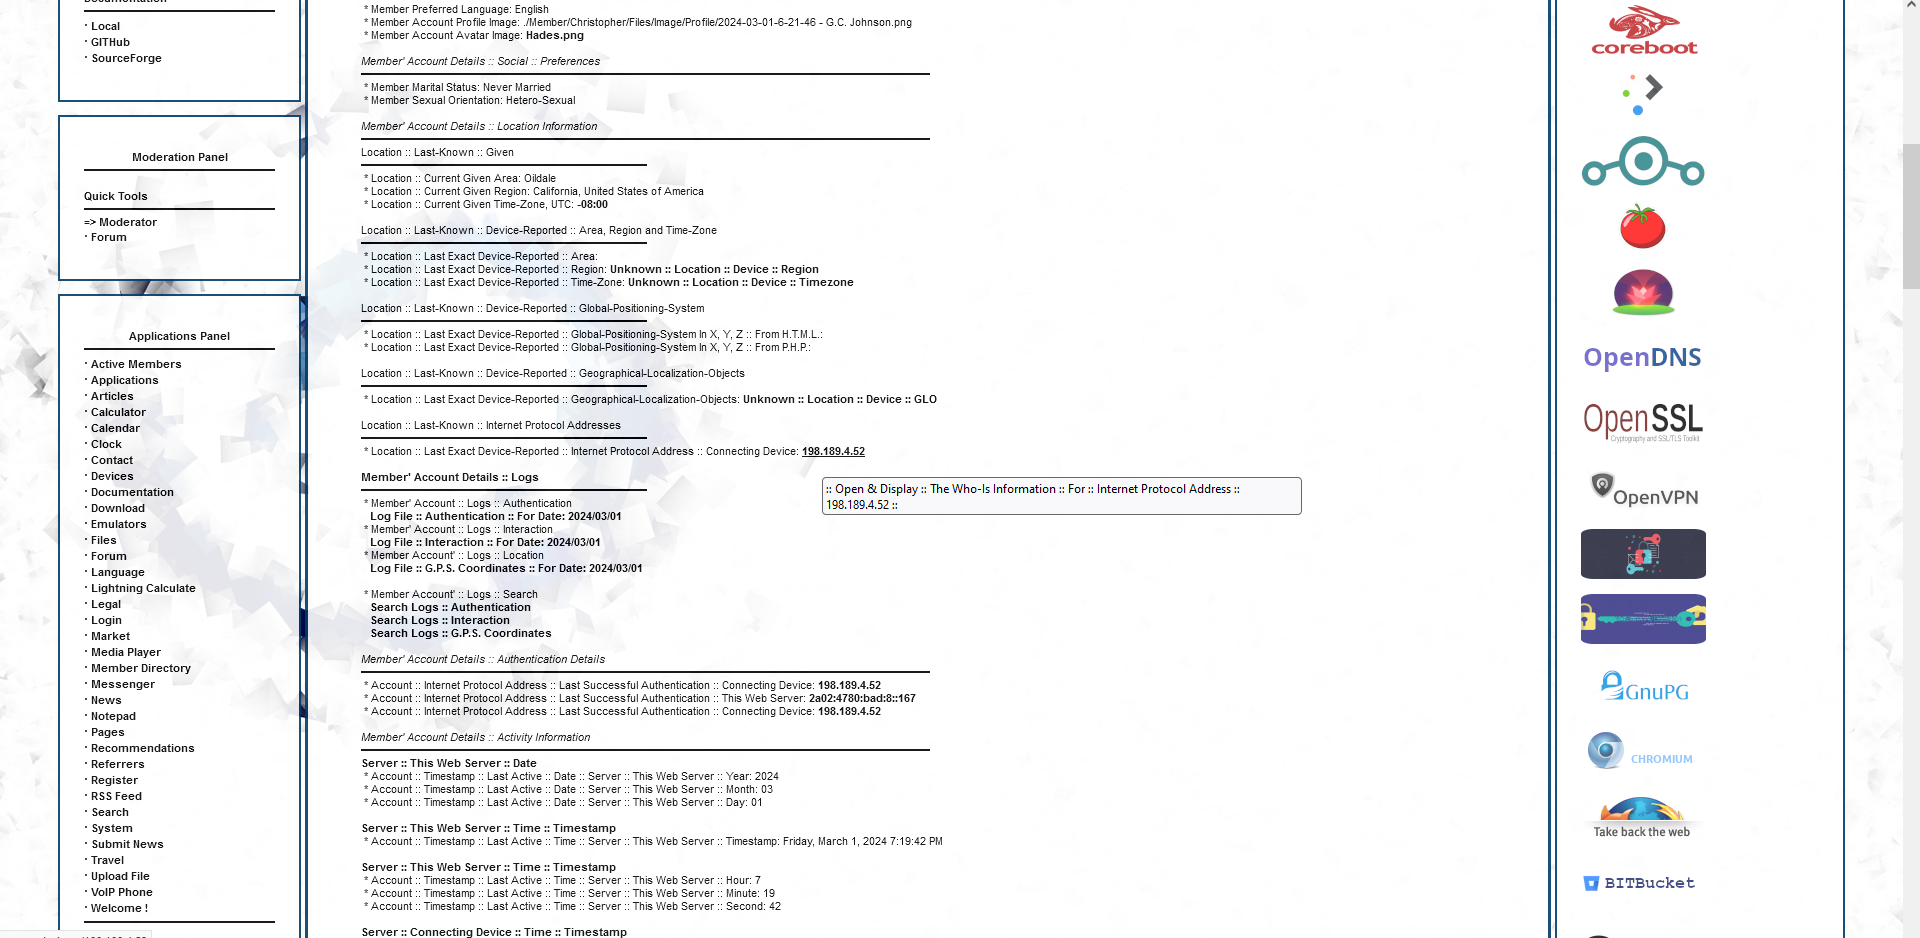 Documentation
· Local
· GITHub
· SourceForge
Moderation Panel
Quick Tools
=> Moderator
· Forum
Applications Panel
· Active Members
· Applications
· Articles
· Calculator
· Calendar
· Clock
· Contact
· Devices
· Documentation
· Download
· Emulators
· Files
· Forum
· Language
· Lightning Calculate
· Legal
· Login
· Market
· Media Player
· Member Directory
· Messenger
· News
· Notepad
· Pages
· Recommendations
· Referrers
· Register
· RSS Feed
· Search
· System
· Submit News
· Travel
· Upload File
· VoIP Phone
· Welcome !
* Member Preferred Language: English
* Member Account Profile Image: ./Member/Christopher/Files/Image/Profile/2024-03-01-6-21-46 - G.C. Johnson.png
* Member Account Avatar Image: Hades.png
Member' Account Details :: Social :: Preferences
* Member Marital Status: Never Married
* Member Sexual Orientation: Hetero-Sexual
Member' Account Details :: Location Information
Location :: Last-Known :: Given
* Location :: Current Given Area: Oildale
* Location :: Current Given Region: California, United States of America
* Location :: Current Given Time-Zone, UTC: -08:00
Location :: Last-Known :: Device-Reported :: Area, Region and Time-Zone
* Location :: Last Exact Device-Reported :: Area:
* Location :: Last Exact Device-Reported :: Region: Unknown :: Location :: Device :: Region
* Location :: Last Exact Device-Reported :: Time-Zone: Unknown :: Location :: Device :: Timezone
Location :: Last-Known :: Device-Reported :: Global-Positioning-System
* Location :: Last Exact Device-Reported :: Global-Positioning-System In X, Y, Z :: From H.T.M.L.:
* Location :: Last Exact Device-Reported :: Global-Positioning-System In X, Y, Z :: From P.H.P.:
Location :: Last-Known :: Device-Reported :: Geographical-Localization-Objects
* Location :: Last Exact Device-Reported :: Geographical-Localization-Objects: Unknown :: Location :: Device :: GLO
Location :: Last-Known :: Internet Protocol Addresses
* Location :: Last Exact Device-Reported :: Internet Protocol Address :: Connecting Device: 198.189.4.52
:: Open & Display :: The Who-Is Information :: For :: Internet Protocol Address ::
198.189.4.52 ::
Member' Account Details :: Logs
* Member' Account :: Logs :: Authentication
Log File :: Authentication :: For Date: 2024/03/01
* Member' Account :: Logs :: Interaction
Log File :: Interaction :: For Date: 2024/03/01
* Member Account' :: Logs :: Location
Log File :: G.P.S. Coordinates :: For Date: 2024/03/01
* Member Account' :: Logs :: Search
Search Logs :: Authentication
Search Logs :: Interaction
Search Logs :: G.P.S. Coordinates
Member' Account Details :: Authentication Details
* Account :: Internet Protocol Address :: Last Successful Authentication :: Connecting Device: 198.189.4.52
* Account :: Internet Protocol Address :: Last Successful Authentication :: This Web Server: 2a02:4780:bad:8::167
* Account :: Internet Protocol Address :: Last Successful Authentication :: Connecting Device: 198.189.4.52
Member' Account Details :: Activity Information
Server :: This Web Server :: Date
* Account :: Timestamp :: Last Active :: Date :: Server :: This Web Server :: Year: 2024
* Account :: Timestamp :: Last Active :: Date :: Server :: This Web Server :: Month: 03
* Account :: Timestamp :: Last Active :: Date :: Server :: This Web Server :: Day: 01
Server :: This Web Server :: Time :: Timestamp
* Account :: Timestamp :: Last Active :: Time :: Server :: This Web Server :: Timestamp: Friday, March 1, 2024 7:19:42 PM
Server :: This Web Server :: Time :: Timestamp
* Account :: Timestamp :: Last Active :: Time :: Server :: This Web Server :: Hour: 7
* Account :: Timestamp :: Last Active :: Time :: Server :: This Web Server :: Minute: 19
* Account :: Timestamp :: Last Active :: Time :: Server :: This Web Server :: Second: 42
Server :: Connecting Device :: Time :: Timestamp
coreboot
OpenDNS
OpenSSL
Cryptography and SSL/TLS Toolkit
OpenVPN
GnuPG
CHROMIUM
Take back the web
BITBucket